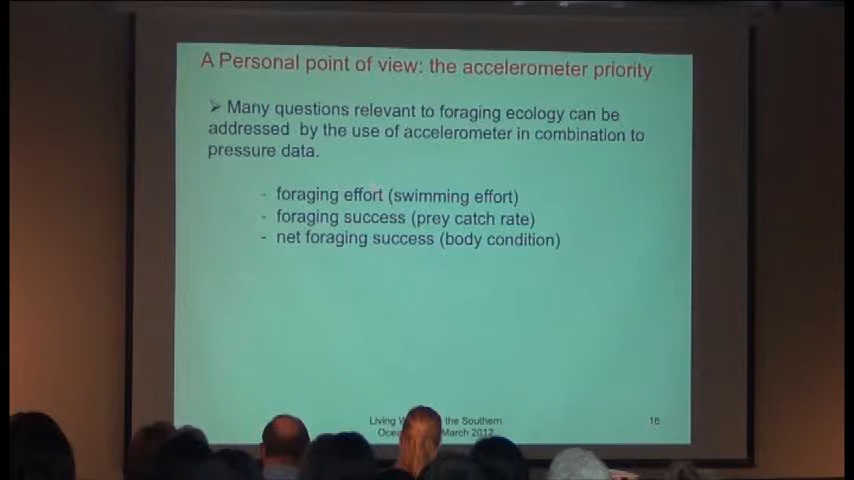 A Personal point of view: the accelerometer priority
➢ Many questions relevant to foraging ecology can be
addressed by the use of accelerometer in combination to
pressure data.
- foraging effort (swimming effort)
- foraging success (prey catch rate)
- net foraging success (body condition)
Living the Southern
March 2012
16